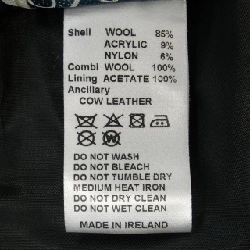 Shell WOOL 85%
ACRYLIC 9%
NYLON 6%
Combi WOOL 100%
Lining ACETATE 100%
Ancillary
COW LEATHER
DO NOT WASH
DO NOT BLEACH
DO NOT TUMBLE DRY
MEDIUM HEAT IRON
DO NOT DRY CLEAN
DO NOT WET CLEAN
MADE IN IRELAND